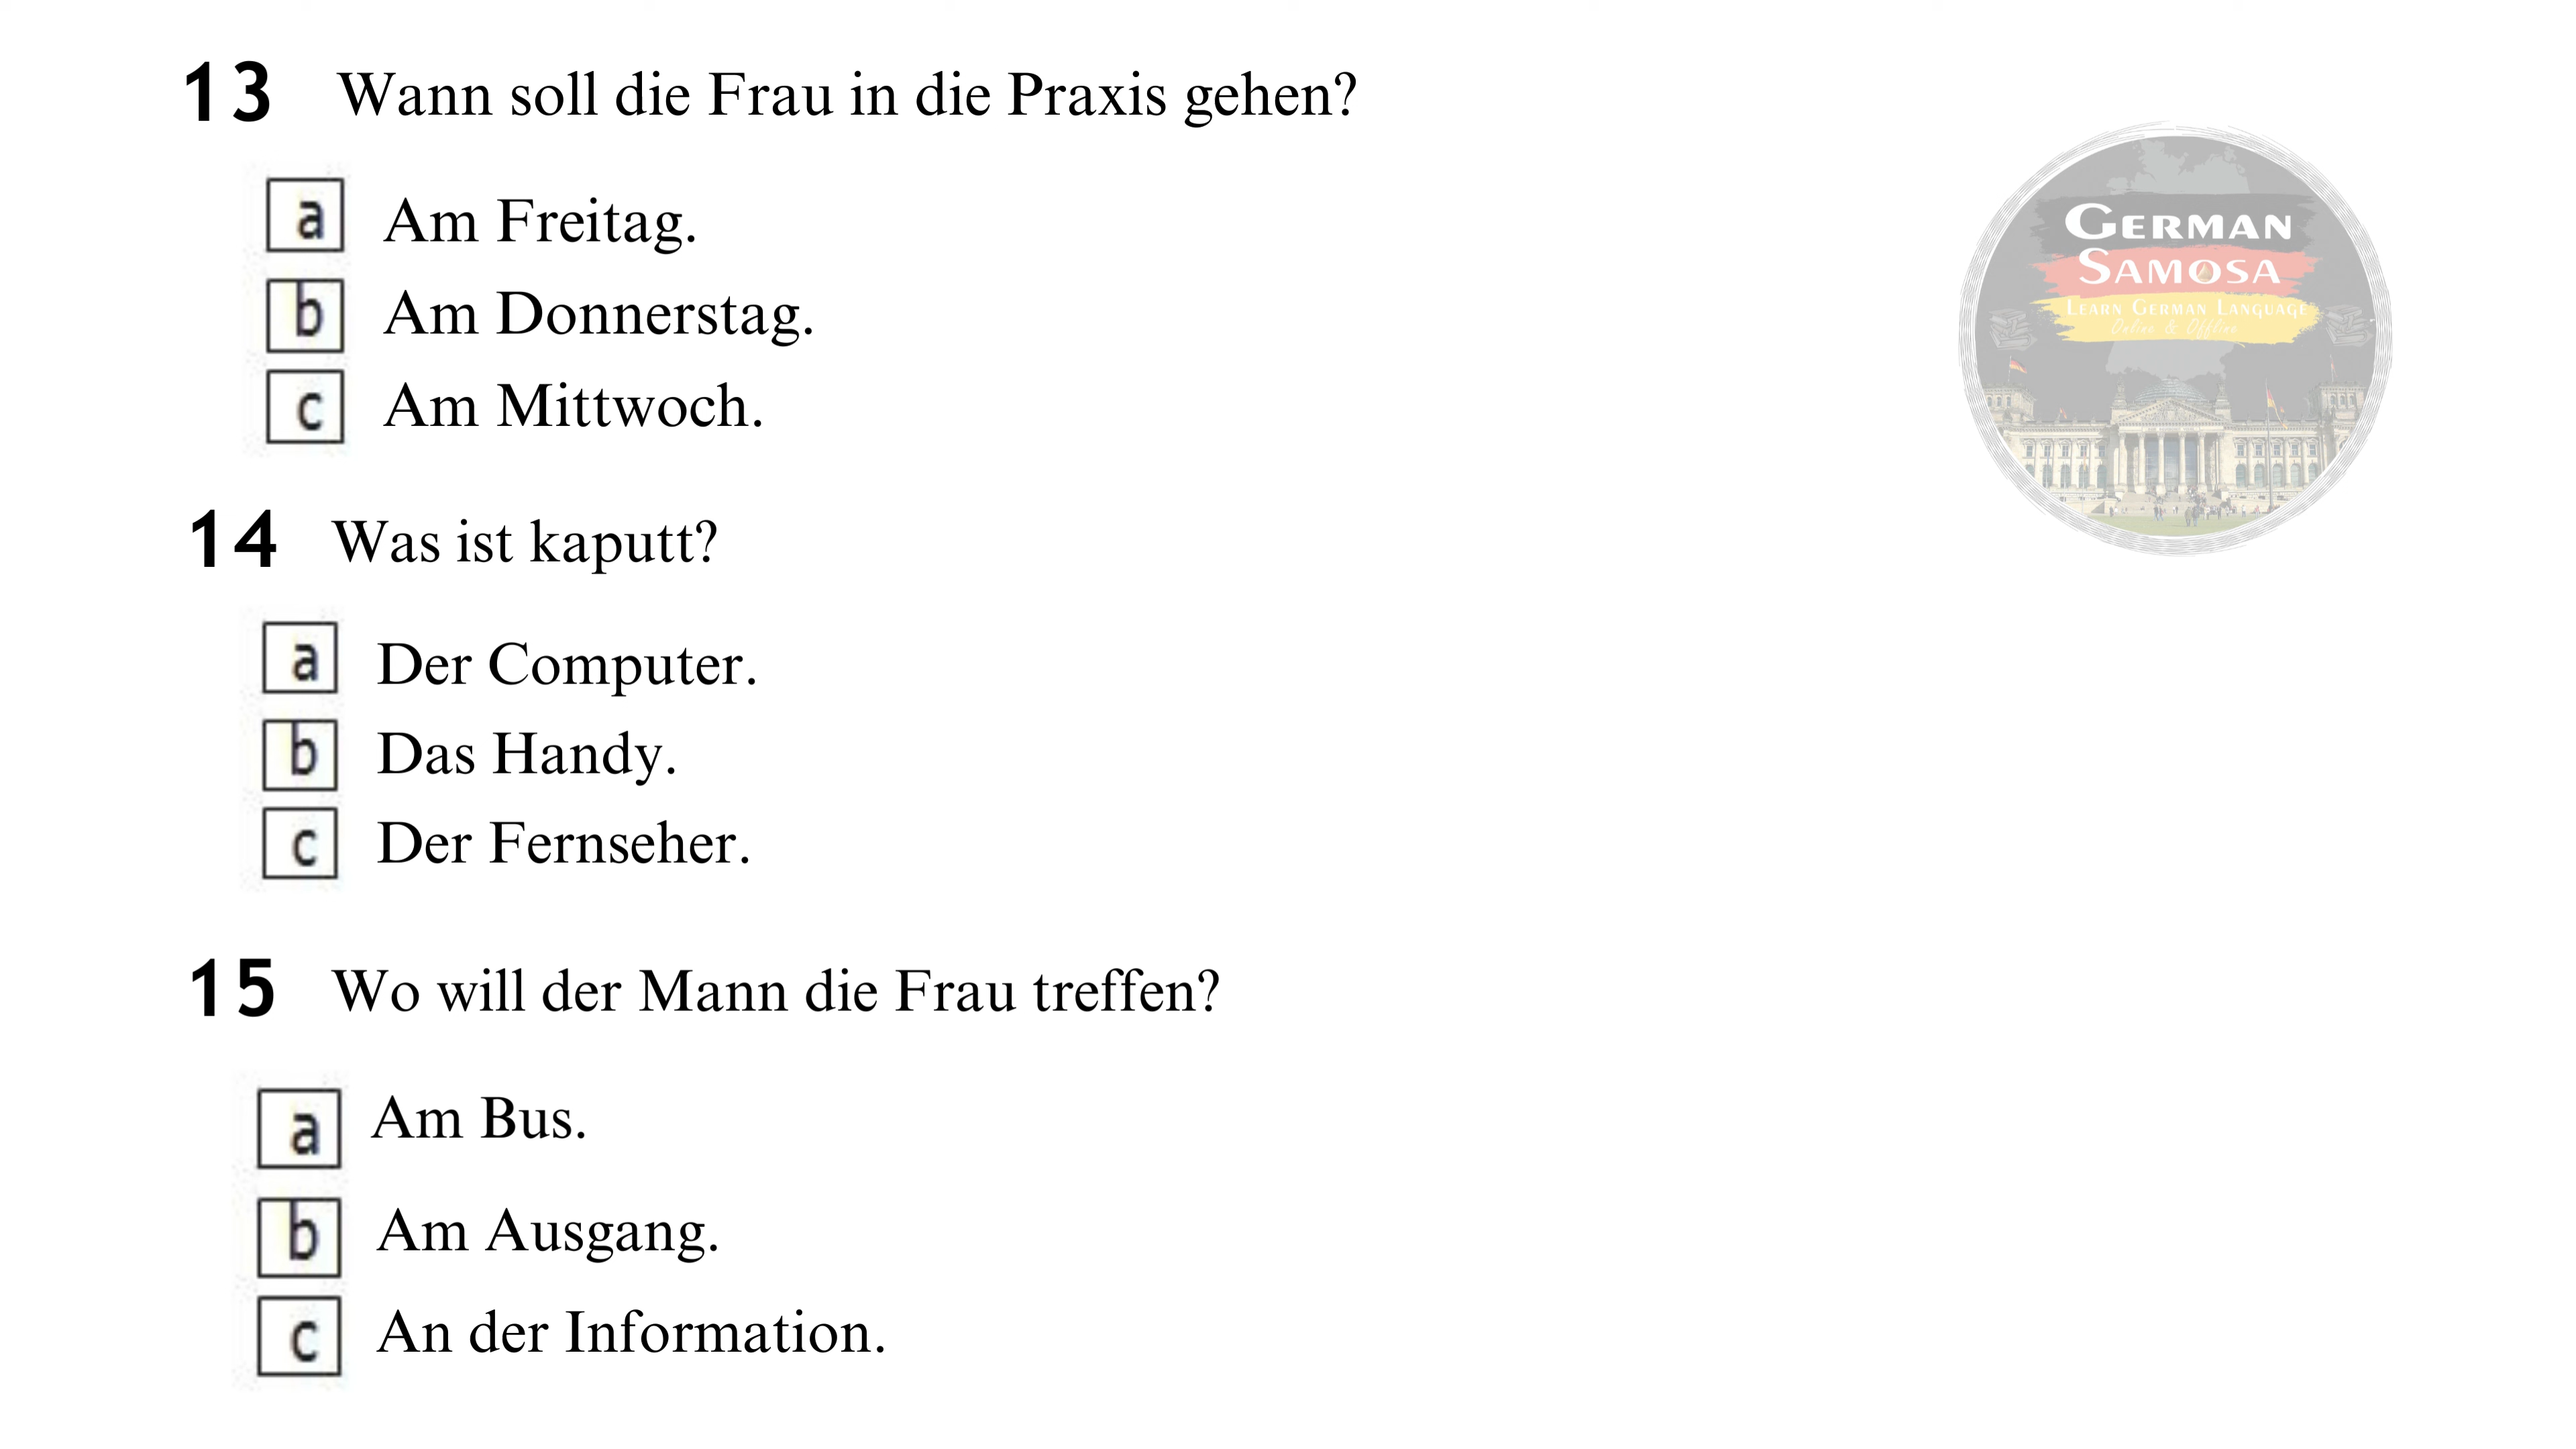 13 Wann soll die Frau in die Praxis gehen?
a Am Freitag.
b Am Donnerstag.
c Am Mittwoch.
GERMAN
SAMOSA
LEARN GERMAN LANGUAGE
Online & Offline
14 Was ist kaputt?
a Der Computer.
b Das Handy.
c Der Fernseher.
15 Wo will der Mann die Frau treffen?
a Am Bus.
b Am Ausgang.
c An der Information.